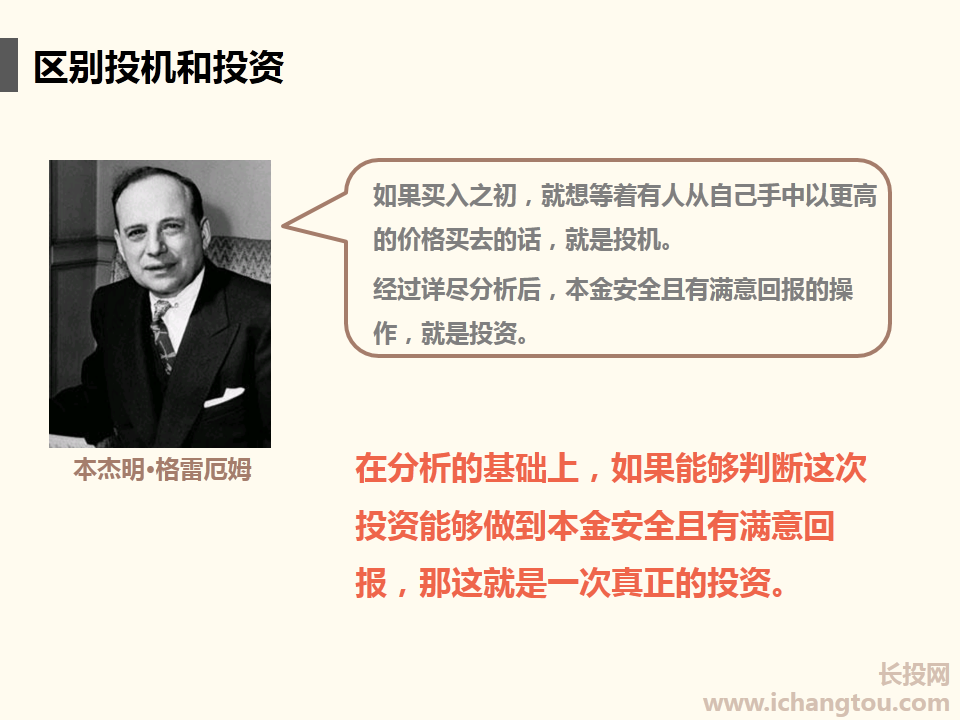 区别投机和投资
如果买入之初，就想等着有人从自己手中以更高
的价格买去的话，就是投机。
经过详尽分析后，本金安全且有满意回报的操
作，就是投资。
本杰明·格雷厄姆
在分析的基础上，如果能够判断这次
投资能够做到本金安全且有满意回
报，那这就是一次真正的投资。
长投网
www.ichangtou.com